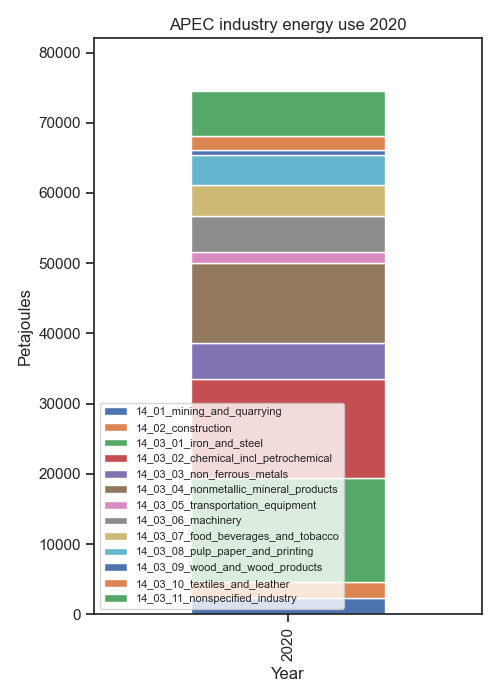 APEC industry energy use 2020
80000
70000
60000
50000
40000
30000
20000
10000
0
Petajoules
14_01_mining_and_quarrying
14_02_construction
14_03_01_iron_and_steel
14_03_02_chemical_incl_petrochemical
14_03_03_non_ferrous_metals
14_03_04_nonmetallic_mineral_products
14_03_05_transportation_equipment
14_03_06_machinery
14_03_07_food_beverages_and_tobacco
14_03_08_pulp_paper_and_printing
14_03_09_wood_and_wood_products
14_03_10_textiles_and_leather
14_03_11_nonspecified_industry
2020
Year